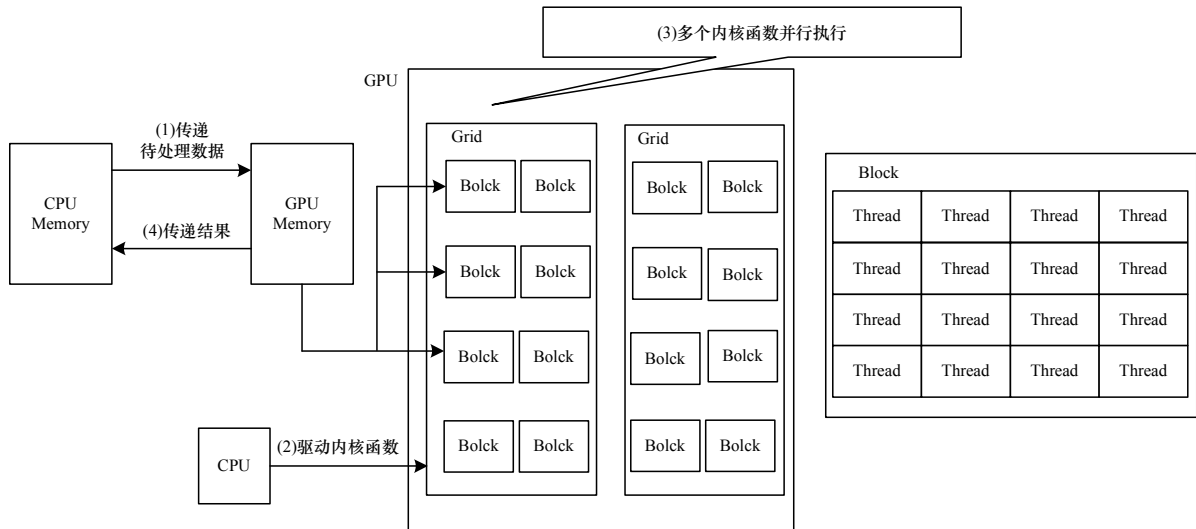 (3)多个内核函数并行执行
GPU
(1)传递
待处理数据
CPU
Memory
GPU
Memory
(4)传递结果
Grid
Bolck Bolck
Bolck Bolck
Bolck Bolck
Bolck Bolck
Grid
Bolck Bolck
Bolck Bolck
Bolck Bolck
Bolck Bolck
Block
Thread Thread Thread Thread
Thread Thread Thread Thread
Thread Thread Thread Thread
Thread Thread Thread Thread
CPU
(2)驱动内核函数